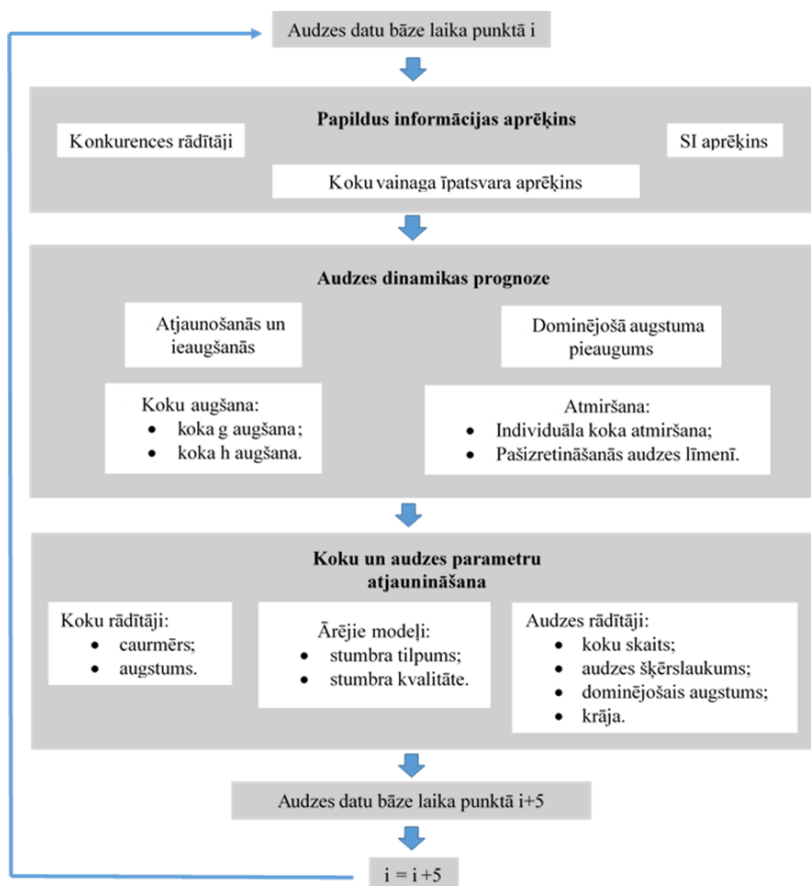 Audzes datu bāze laika punktā i
Papildus informācijas aprēķins
Konkurences rādītāji
SI aprēķins
Koku vainaga īpatsvara aprēķins
Audzes dinamikas prognoze
Atjaunošanās un
ieaugšanās
Dominējošā augstuma
pieaugums
Koku augšana:
• koka g augšana;
• koka h augšana.
Atmiršana:
• Individuāla koka atmiršana;
• Pašizretināšanās audzes līmenī.
Koku un audzes parametru
atjaunināšana
Koku rādītāji:
• caurmērs;
• augstums.
Ārējie modeļi:
• stumbra tilpums;
• stumbra kvalitāte.
Audzes rādītāji:
• koku skaits;
• audzes šķērslaukums;
• dominējošais augstums;
• krāja.
Audzes datu bāze laika punktā i+5
i = i +5